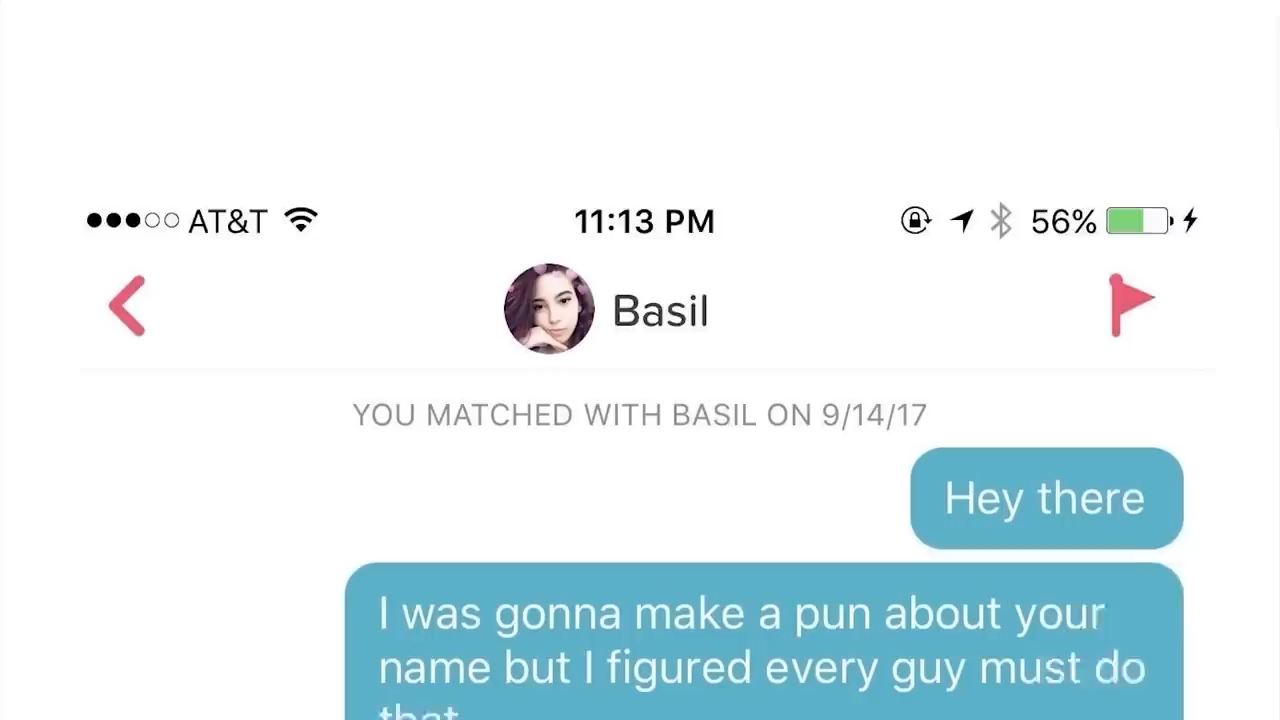 AT&T 11:13 PM 56%
Basil
YOU MATCHED WITH BASIL ON 9/14/17
Hey there
I was gonna make a pun about your
name but I figured every guy must do
that